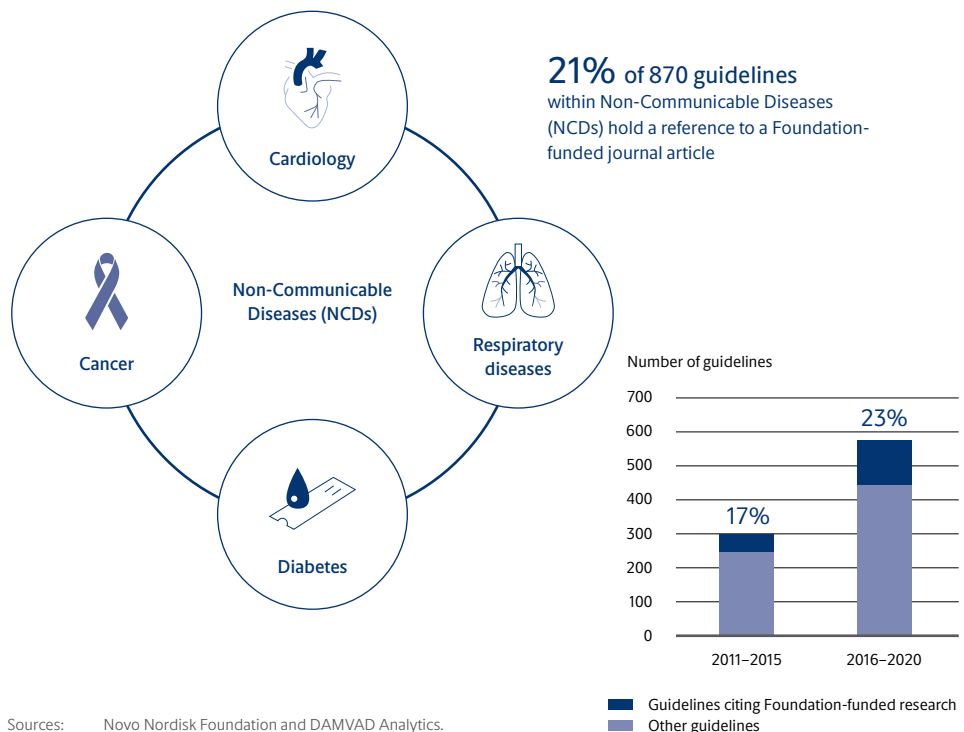 Cardiology
21% of 870 guidelines
within Non-Communicable Diseases
(NCDs) hold a reference to a Foundation-
funded journal article
Cancer
Non-Communicable
Diseases (NCDs)
Respiratory
diseases
Diabetes
Number of guidelines
700
600
500
400
300
200
100
0
17%
23%
2011–2015
2016–2020
Guidelines citing Foundation-funded research
Other guidelines
Sources: Novo Nordisk Foundation and DAMVAD Analytics.